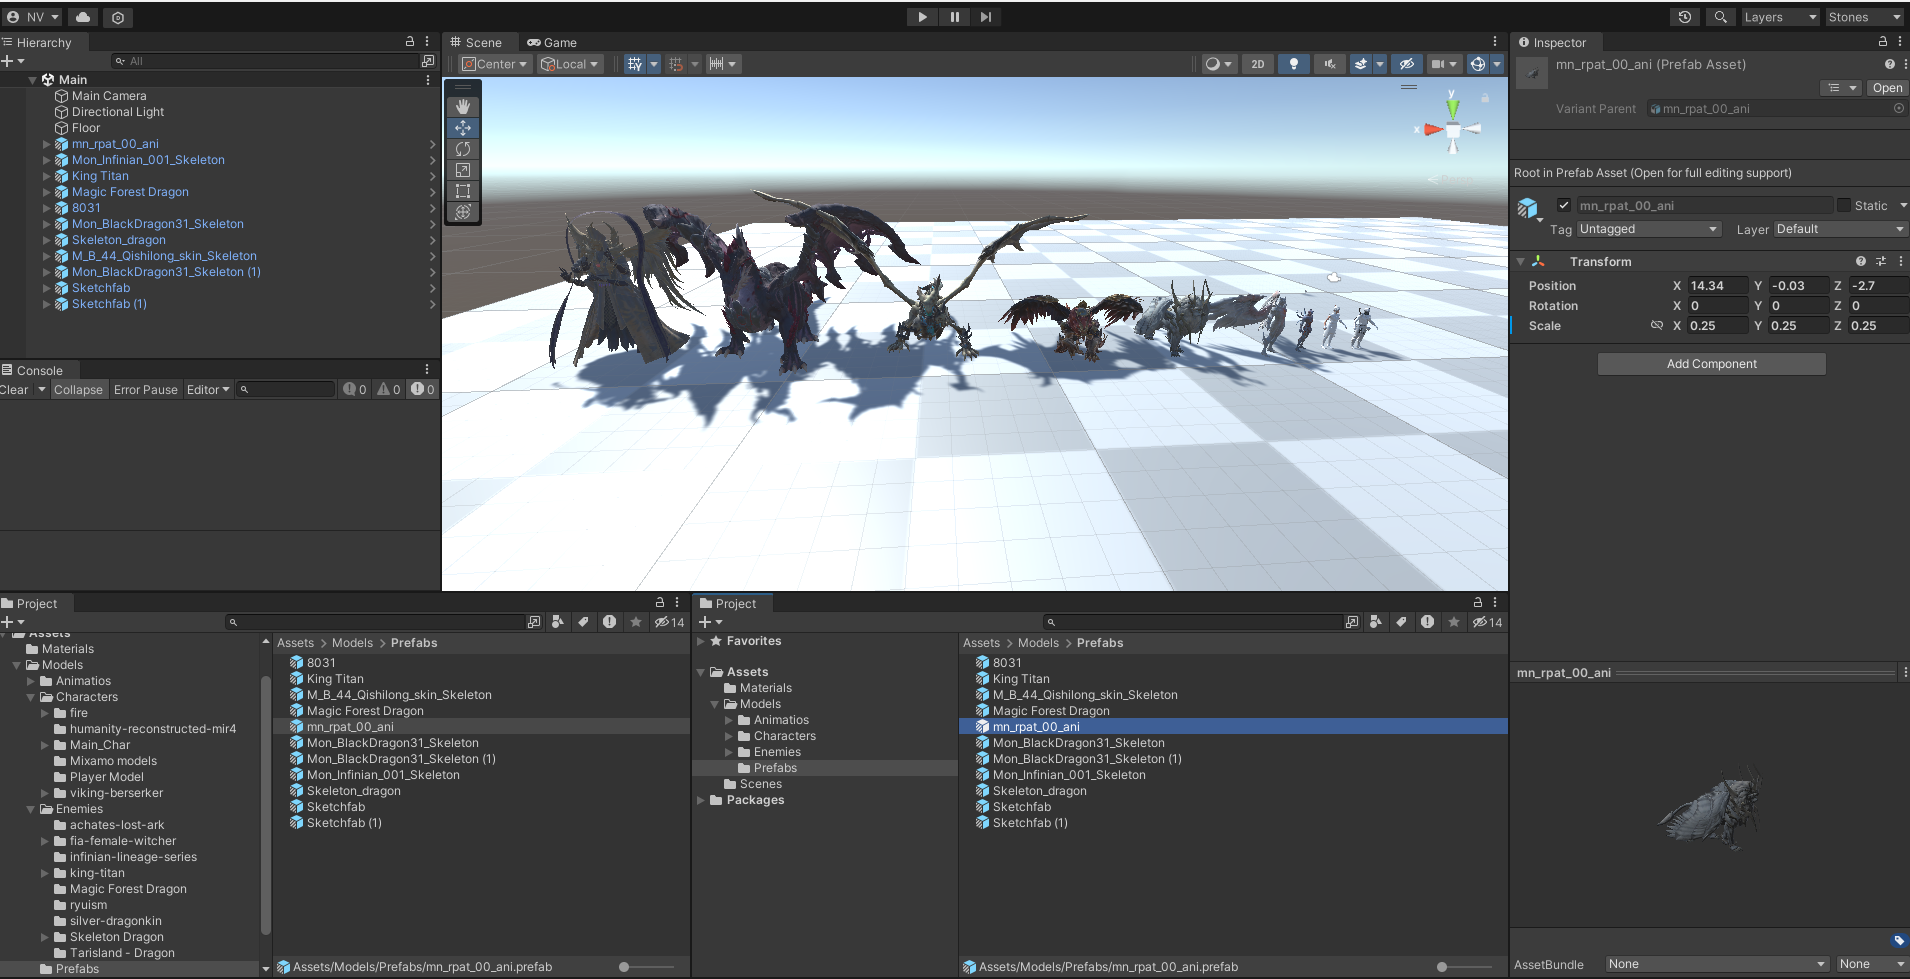 NV
Layers
Stones
Hierarchy
All
Main
Main Camera
Directional Light
Floor
mn_rpat_00_ani
Mon_Infinian_001_Skeleton
King Titan
Magic Forest Dragon
8031
Mon_BlackDragon31_Skeleton
Skeleton_dragon
M_B_44_Qishilong_skin_Skeleton
Mon_BlackDragon31_Skeleton (1)
Sketchfab
Sketchfab (1)
Console
Clear Collapse Error Pause Editor 0 0 0
Scene Game
Center Local 2D
y
x
Inspector
mn_rpat_00_ani (Prefab Asset)
Open
Variant Parent mn_rpat_00_ani
Root in Prefab Asset (Open for full editing support)
mn_rpat_00_ani Static
Tag Untagged Layer Default
Transform
Position X 14.34 Y -0.03 Z -2.7
Rotation X 0 Y 0 Z 0
Scale X 0.25 Y 0.25 Z 0.25
Add Component
mn_rpat_00_ani
AssetBundle None None
Project
14
Assets
Materials
Models
Animatios
Characters
fire
humanity-reconstructed-mir4
Main_Char
Mixamo models
Player Model
viking-berserker
Enemies
achates-lost-ark
fia-female-witcher
infinian-lineage-series
king-titan
Magic Forest Dragon
ryuism
silver-dragonkin
Skeleton Dragon
Tarisland - Dragon
Prefabs
Assets > Models > Prefabs
8031
King Titan
M_B_44_Qishilong_skin_Skeleton
Magic Forest Dragon
mn_rpat_00_ani
Mon_BlackDragon31_Skeleton
Mon_BlackDragon31_Skeleton (1)
Mon_Infinian_001_Skeleton
Skeleton_dragon
Sketchfab
Sketchfab (1)
Assets/Models/Prefabs/mn_rpat_00_ani.prefab
Project
14
Favorites
Assets
Materials
Models
Animatios
Characters
Enemies
Prefabs
Scenes
Packages
Assets > Models > Prefabs
8031
King Titan
M_B_44_Qishilong_skin_Skeleton
Magic Forest Dragon
mn_rpat_00_ani
Mon_BlackDragon31_Skeleton
Mon_BlackDragon31_Skeleton (1)
Mon_Infinian_001_Skeleton
Skeleton_dragon
Sketchfab
Sketchfab (1)
Assets/Models/Prefabs/mn_rpat_00_ani.prefab